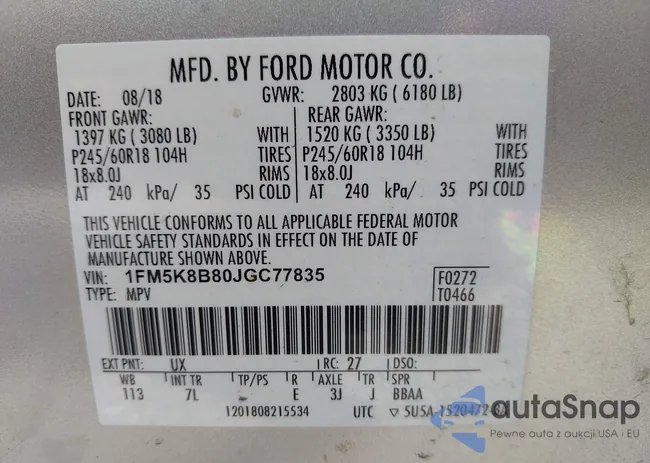 MFD. BY FORD MOTOR CO.
DATE: 08/18 GVWR: 2803 KG ( 6180 LB)
FRONT GAWR: REAR GAWR:
1397 KG ( 3080 LB) WITH 1520 KG ( 3350 LB) WITH
P245/60R18 104H TIRES P245/60R18 104H TIRES
18x8.0J RIMS 18x8.0J RIMS
AT 240 kPa/ 35 PSI COLD AT 240 kPa/ 35 PSI COLD
THIS VEHICLE CONFORMS TO ALL APPLICABLE FEDERAL MOTOR
VEHICLE SAFETY STANDARDS IN EFFECT ON THE DATE OF
MANUFACTURE SHOWN ABOVE.
VIN: 1FM5K8B80JGC77835 F0272
TYPE: MPV T0466
EXT PNT: UX RC: 27 DSO:
WB INT TR TP/PS R AXLE TR SPR
113 7L E 3J J BBAA
1201808215534 UTC ▽ 5U5A-
autaSnap
Pewne auta z aukcji USA i EU